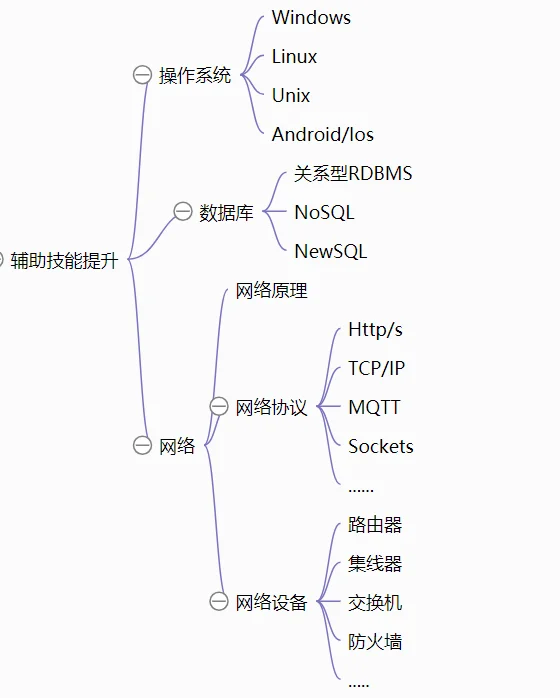 辅助技能提升
操作系统
Windows
Linux
Unix
Android/Ios
数据库
关系型RDBMS
NoSQL
NewSQL
网络
网络原理
网络协议
Http/s
TCP/IP
MQTT
Sockets
......
网络设备
路由器
集线器
交换机
防火墙
.....